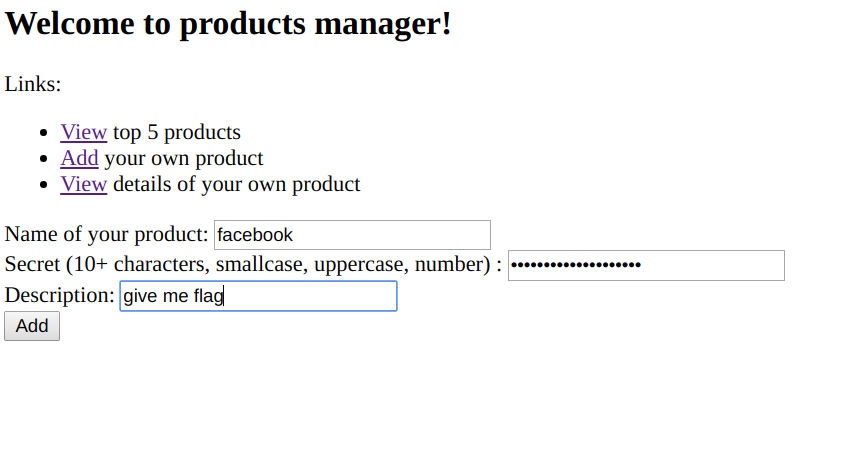 Welcome to products manager!
Links:
View top 5 products
Add your own product
View details of your own product
Name of your product: facebook
Secret (10+ characters, smallcase, uppercase, number) : ••••••••••••••••••••
Description: give me flag
Add